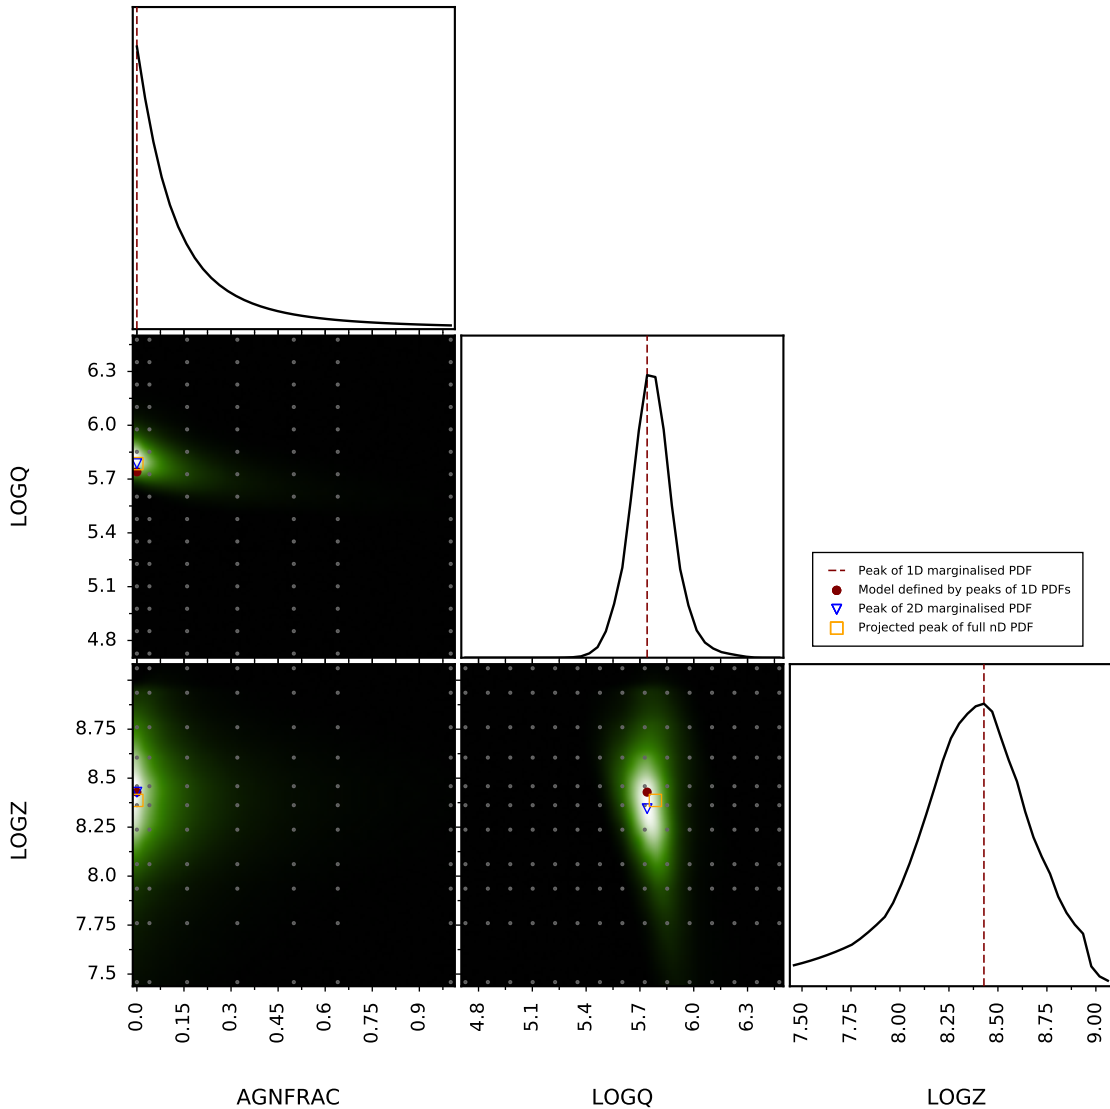 6.3
6.0
5.7
5.4
5.1
4.8
LOGQ
Peak of 1D marginalised PDF
Model defined by peaks of 1D PDFs
Peak of 2D marginalised PDF
Projected peak of full nD PDF
8.75
8.5
8.25
8.0
7.75
7.5
LOGZ
0.0 0.15 0.3 0.45 0.6 0.75 0.9
4.8 5.1 5.4 5.7 6.0 6.3
7.50 7.75 8.00 8.25 8.50 8.75 9.00
AGNFRAC
LOGQ
LOGZ